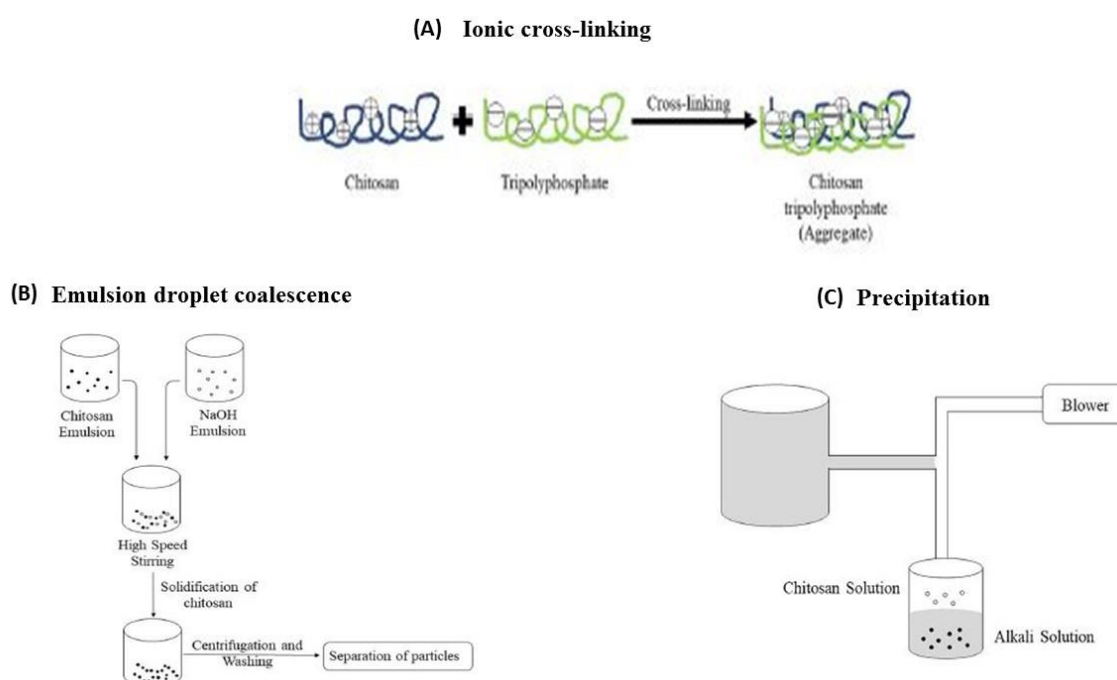 (A) Ionic cross-linking
Cross-linking
Chitosan
Tripolyphosphate
Chitosan
tripolyphosphate
(Aggregate)
(B) Emulsion droplet coalescence
Chitosan
Emulsion
NaOH
Emulsion
High Speed
Stirring
Solidification of
chitosan
Centrifugation and
Washing
Separation of particles
(C) Precipitation
Blower
Chitosan Solution
Alkali Solution